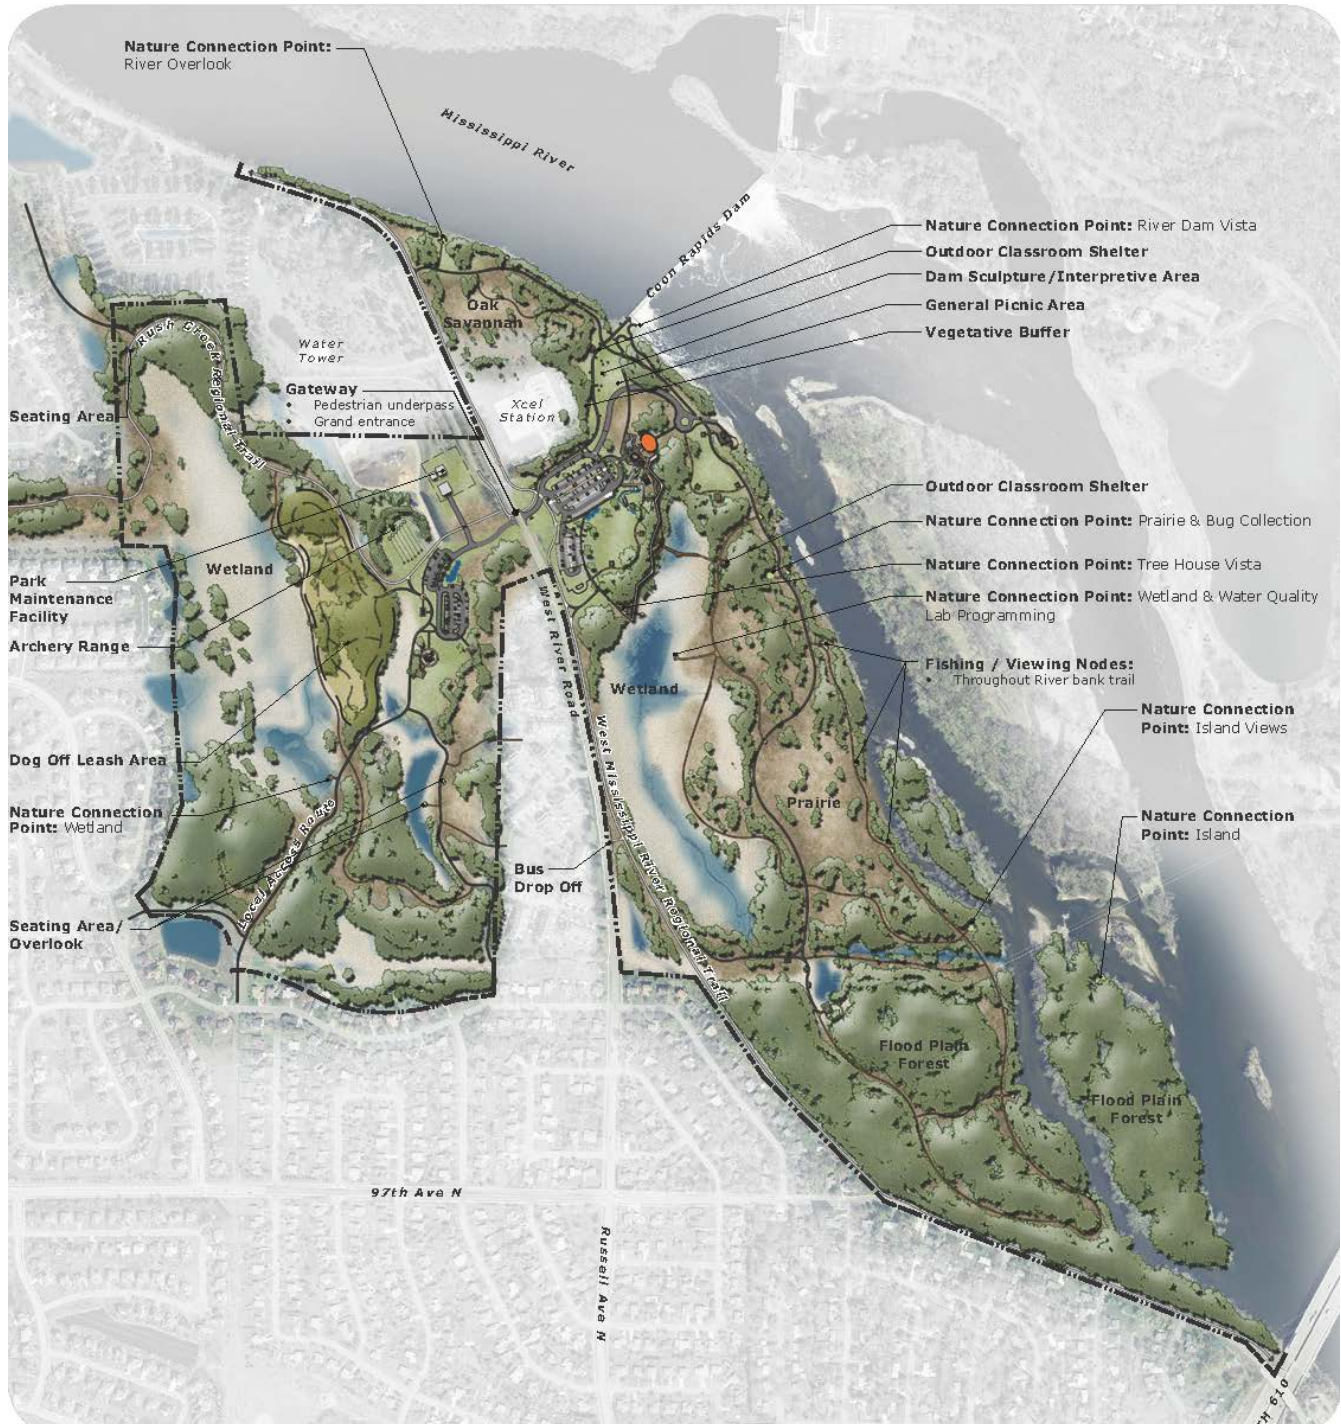 Nature Connection Point:
River Overlook
Mississippi River
Coon Rapids Dam
Nature Connection Point: River Dam Vista
Outdoor Classroom Shelter
Dam Sculpture/Interpretive Area
General Picnic Area
Vegetative Buffer
Oak
Savannah
Rush Creek Regional Trail
Water
Tower
Gateway
• Pedestrian underpass
• Grand entrance
Xcel
Station
Seating Area
Outdoor Classroom Shelter
Nature Connection Point: Prairie & Bug Collection
Nature Connection Point: Tree House Vista
Nature Connection Point: Wetland & Water Quality
Lab Programming
Wetland
Park
Maintenance
Facility
Archery Range
West River Road
Wetland
Fishing / Viewing Nodes:
• Throughout River bank trail
Nature Connection
Point: Island Views
Dog Off Leash Area
West Mississippi River Regional Trail
Prairie
Nature Connection
Point: Wetland
Nature Connection
Point: Island
Local Access Route
Bus
Drop Off
Seating Area/
Overlook
Flood Plain
Forest
Flood Plain
Forest
97th Ave N
Russell Ave N
TH 610